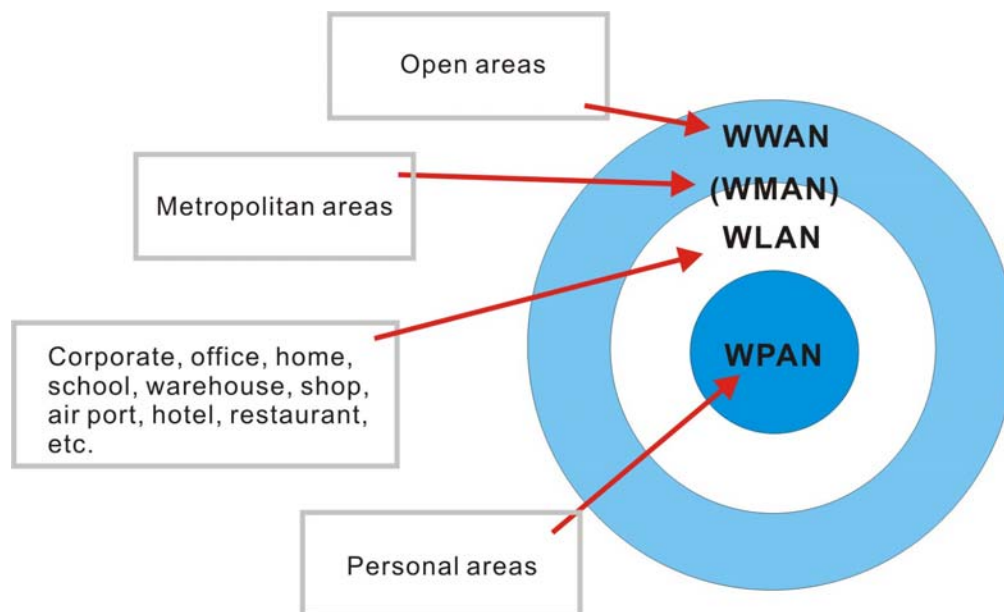 Open areas
WWAN
(WMAN)
Metropolitan areas
WLAN
Corporate, office, home,
school, warehouse, shop,
air port, hotel, restaurant,
etc.
WPAN
Personal areas